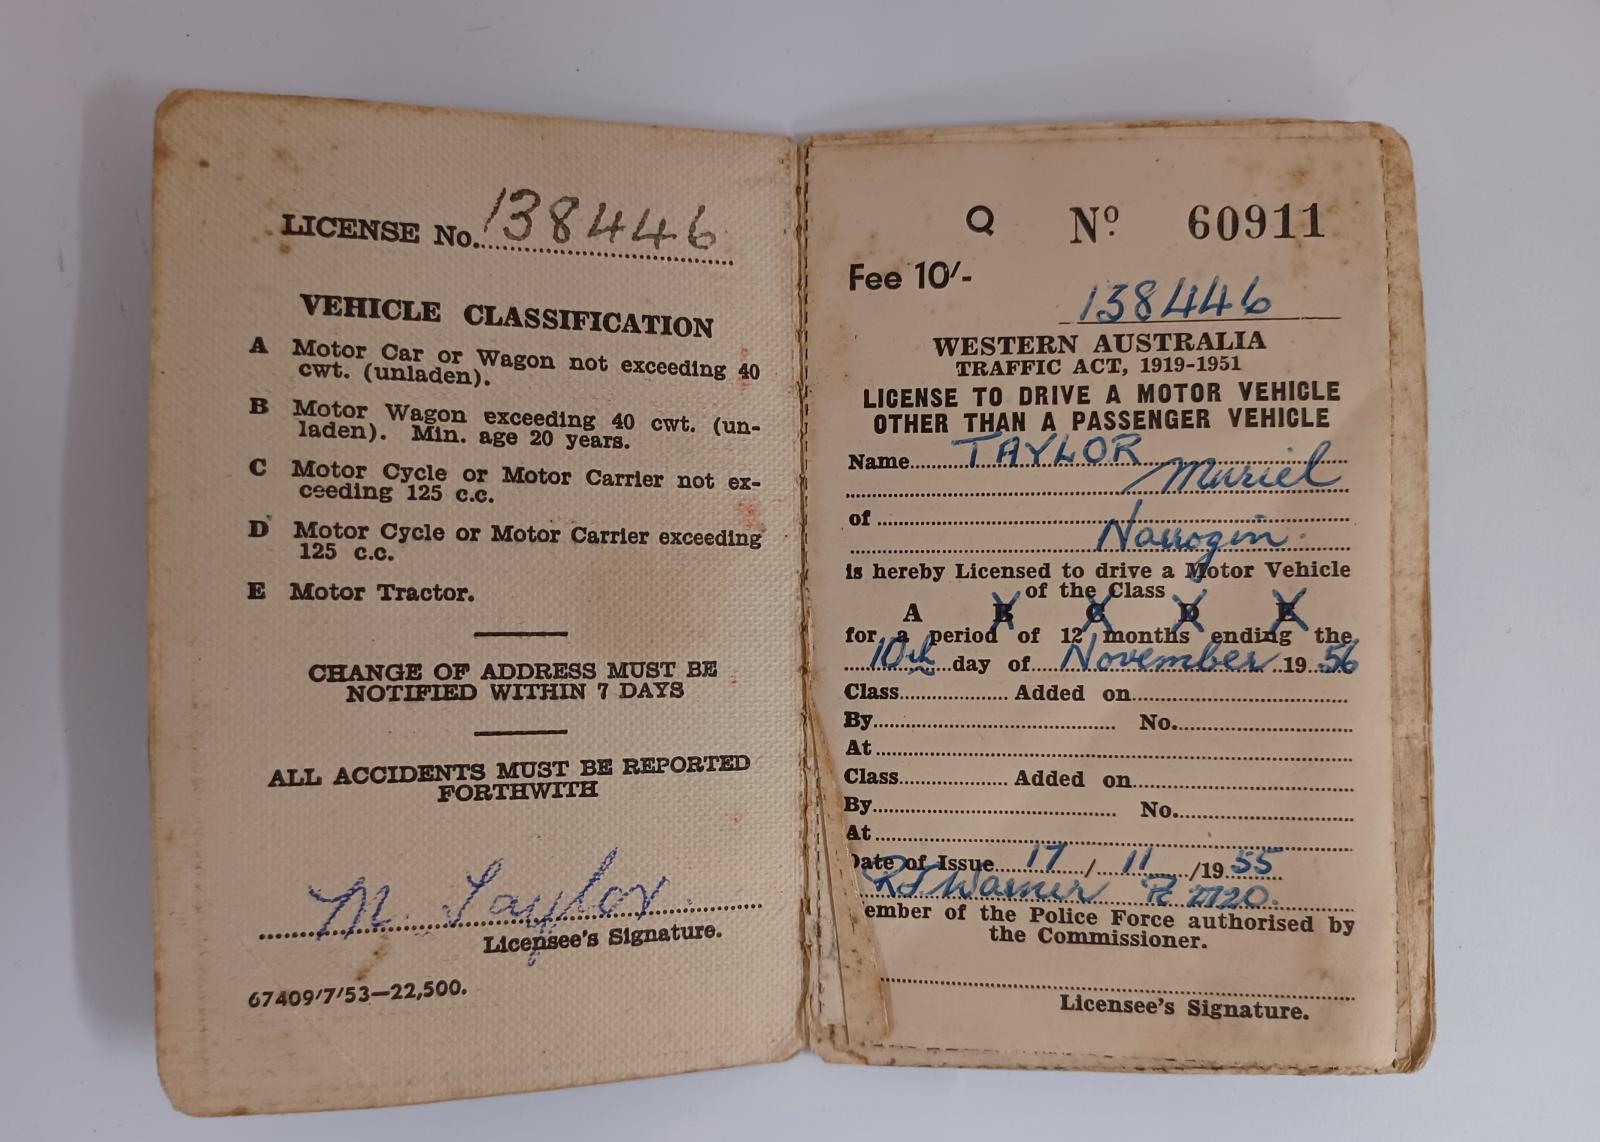 LICENSE No. 138446
VEHICLE CLASSIFICATION
A Motor Car or Wagon not exceeding 40
cwt. (unladen).
B Motor Wagon exceeding 40 cwt. (un-
laden). Min. age 20 years.
C Motor Cycle or Motor Carrier not ex-
ceeding 125 c.c.
D Motor Cycle or Motor Carrier exceeding
125 c.c.
E Motor Tractor.
CHANGE OF ADDRESS MUST BE
NOTIFIED WITHIN 7 DAYS
ALL ACCIDENTS MUST BE REPORTED
FORTHWITH
M. Taylor
Licensee's Signature.
67409/7/53—22,500.
Q No 60911
Fee 10/-
138446
WESTERN AUSTRALIA
TRAFFIC ACT, 1919-1951
LICENSE TO DRIVE A MOTOR VEHICLE
OTHER THAN A PASSENGER VEHICLE
Name TAYLOR
Muriel
of
Narrogin.
is hereby Licensed to drive a Motor Vehicle
of the Class
A B C D E
for a period of 12 months ending the
10th day of November 19 56
Class Added on
By No.
At
Class Added on
By No.
At
Date of Issue 17 / 11 /19 55
Warner 2720.
ember of the Police Force authorised by
the Commissioner.
Licensee's Signature.